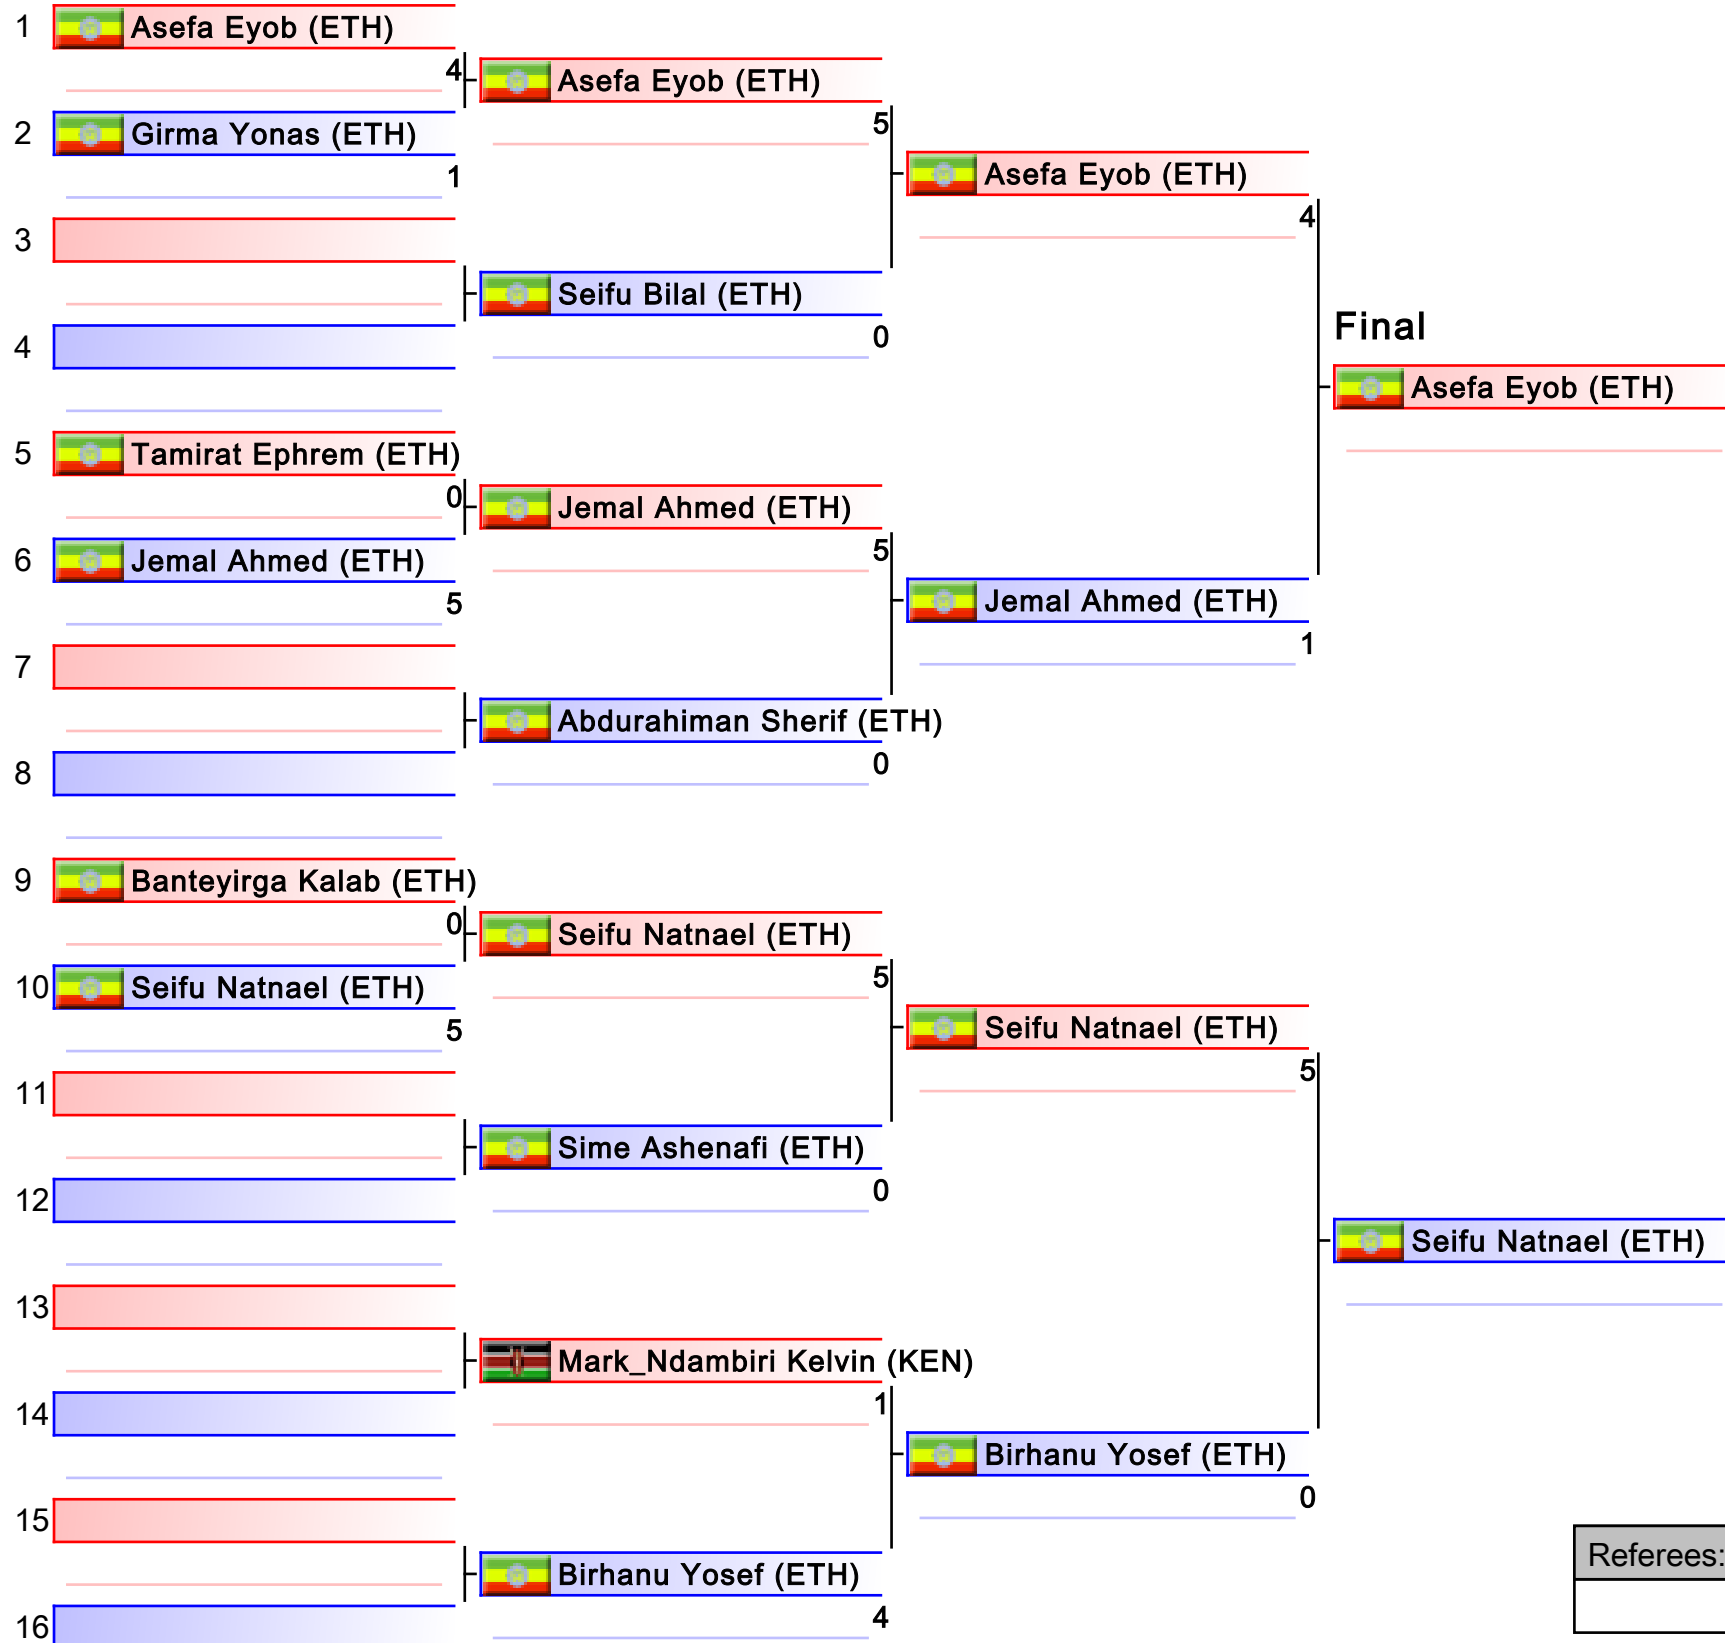 1 Asefa Eyob (ETH)
4
Asefa Eyob (ETH)
5
2 Girma Yonas (ETH)
1
Asefa Eyob (ETH)
4
3
Seifu Bilal (ETH)
0
4
Final
Asefa Eyob (ETH)
5 Tamirat Ephrem (ETH)
0
Jemal Ahmed (ETH)
5
6 Jemal Ahmed (ETH)
5
Jemal Ahmed (ETH)
1
7
Abdurahiman Sherif (ETH)
0
8
9 Banteyirga Kalab (ETH)
0
Seifu Natnael (ETH)
5
10 Seifu Natnael (ETH)
5
Seifu Natnael (ETH)
5
11
Sime Ashenafi (ETH)
0
12
Seifu Natnael (ETH)
13
Mark_Ndambiri Kelvin (KEN)
1
14
Birhanu Yosef (ETH)
0
15
Birhanu Yosef (ETH)
4
16
Referees: